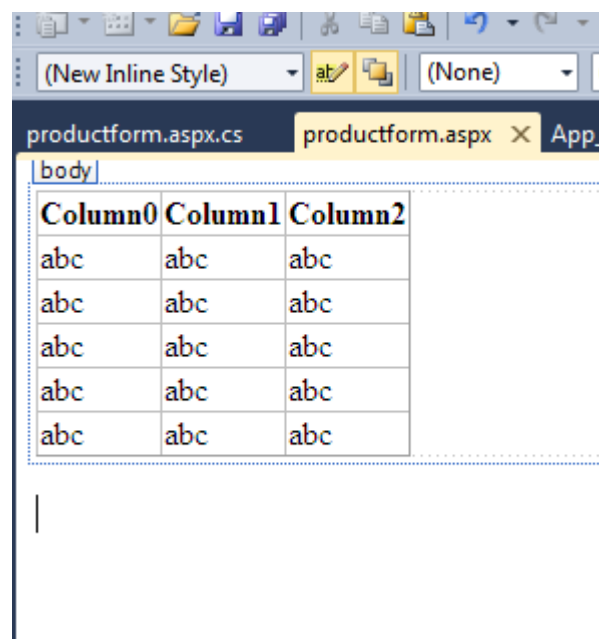 (New Inline Style) ab (None)
productform.aspx.cs productform.aspx × App_
body
Column0 Column1 Column2
abc abc abc
abc abc abc
abc abc abc
abc abc abc
abc abc abc